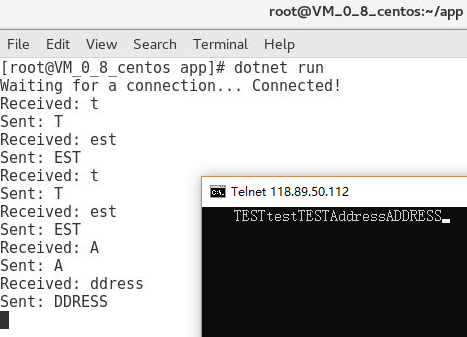 root@VM_0_8_centos:~/app
File Edit View Search Terminal Help
[root@VM_0_8_centos app]# dotnet run
Waiting for a connection... Connected!
Received: t
Sent: T
Received: est
Sent: EST
Received: t
Sent: T
Received: est
Sent: EST
Received: A
Sent: A
Received: ddress
Sent: DDRESS
Telnet 118.89.50.112
TESTtestTESTAddressADDRESS